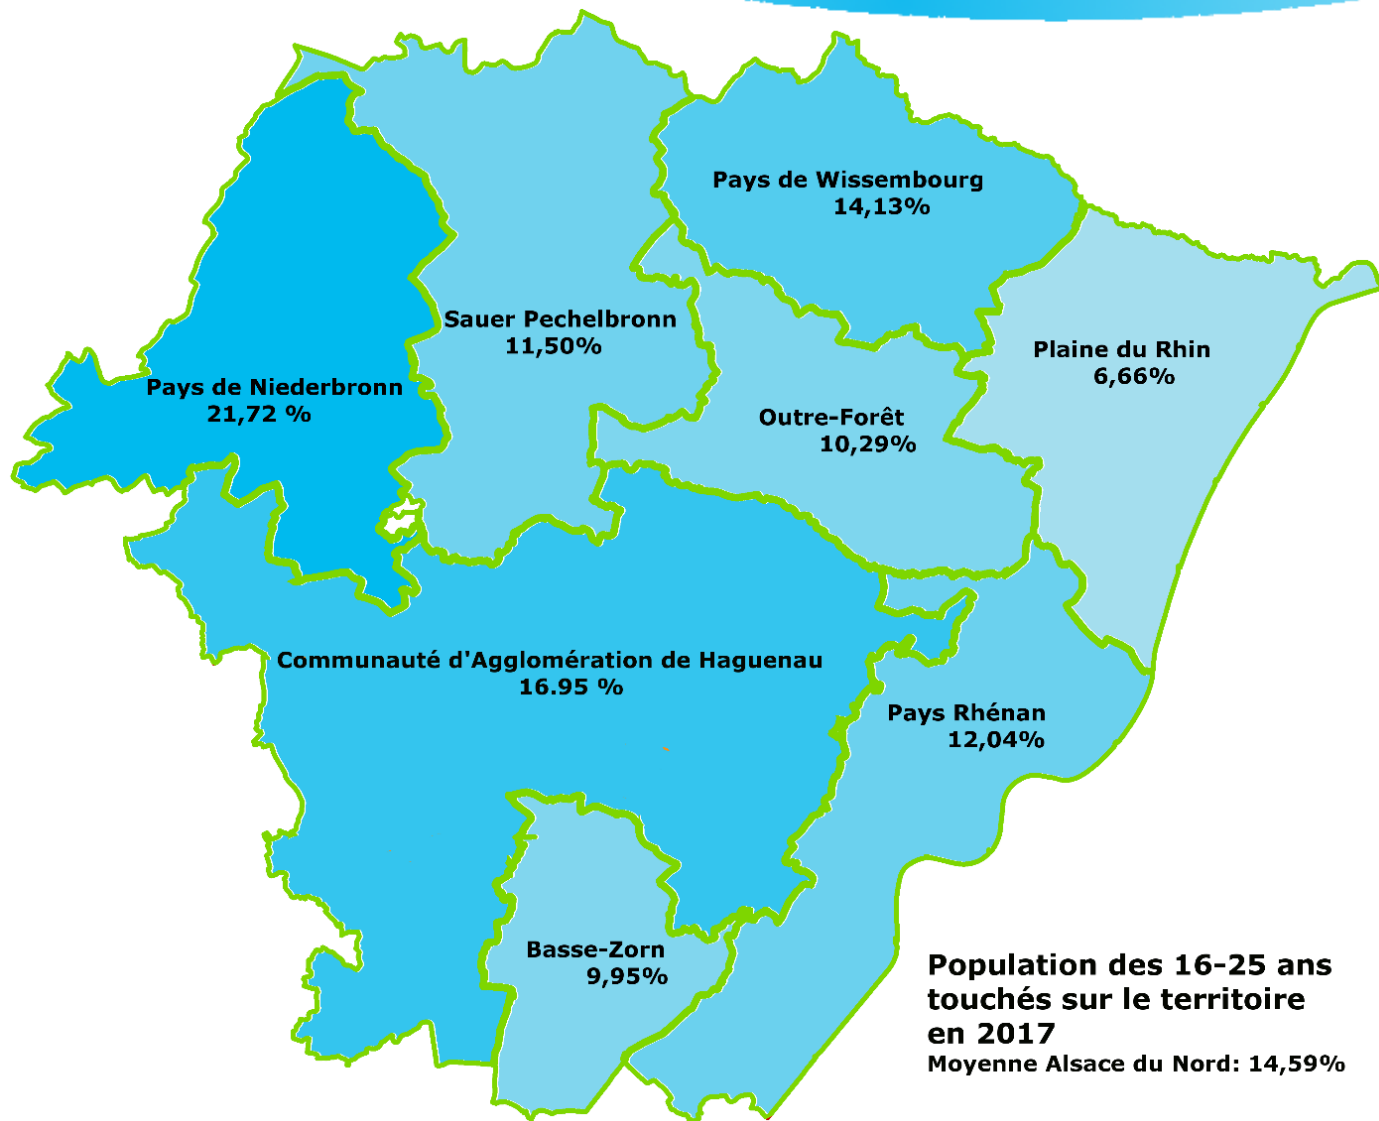 Pays de Wissembourg
14,13%
Sauer Pechelbronn
11,50%
Plaine du Rhin
6,66%
Pays de Niederbronn
21,72 %
Outre-Forêt
10,29%
Communauté d'Agglomération de Haguenau
16.95 %
Pays Rhénan
12,04%
Basse-Zorn
9,95%
Population des 16-25 ans
touchés sur le territoire
en 2017
Moyenne Alsace du Nord: 14,59%